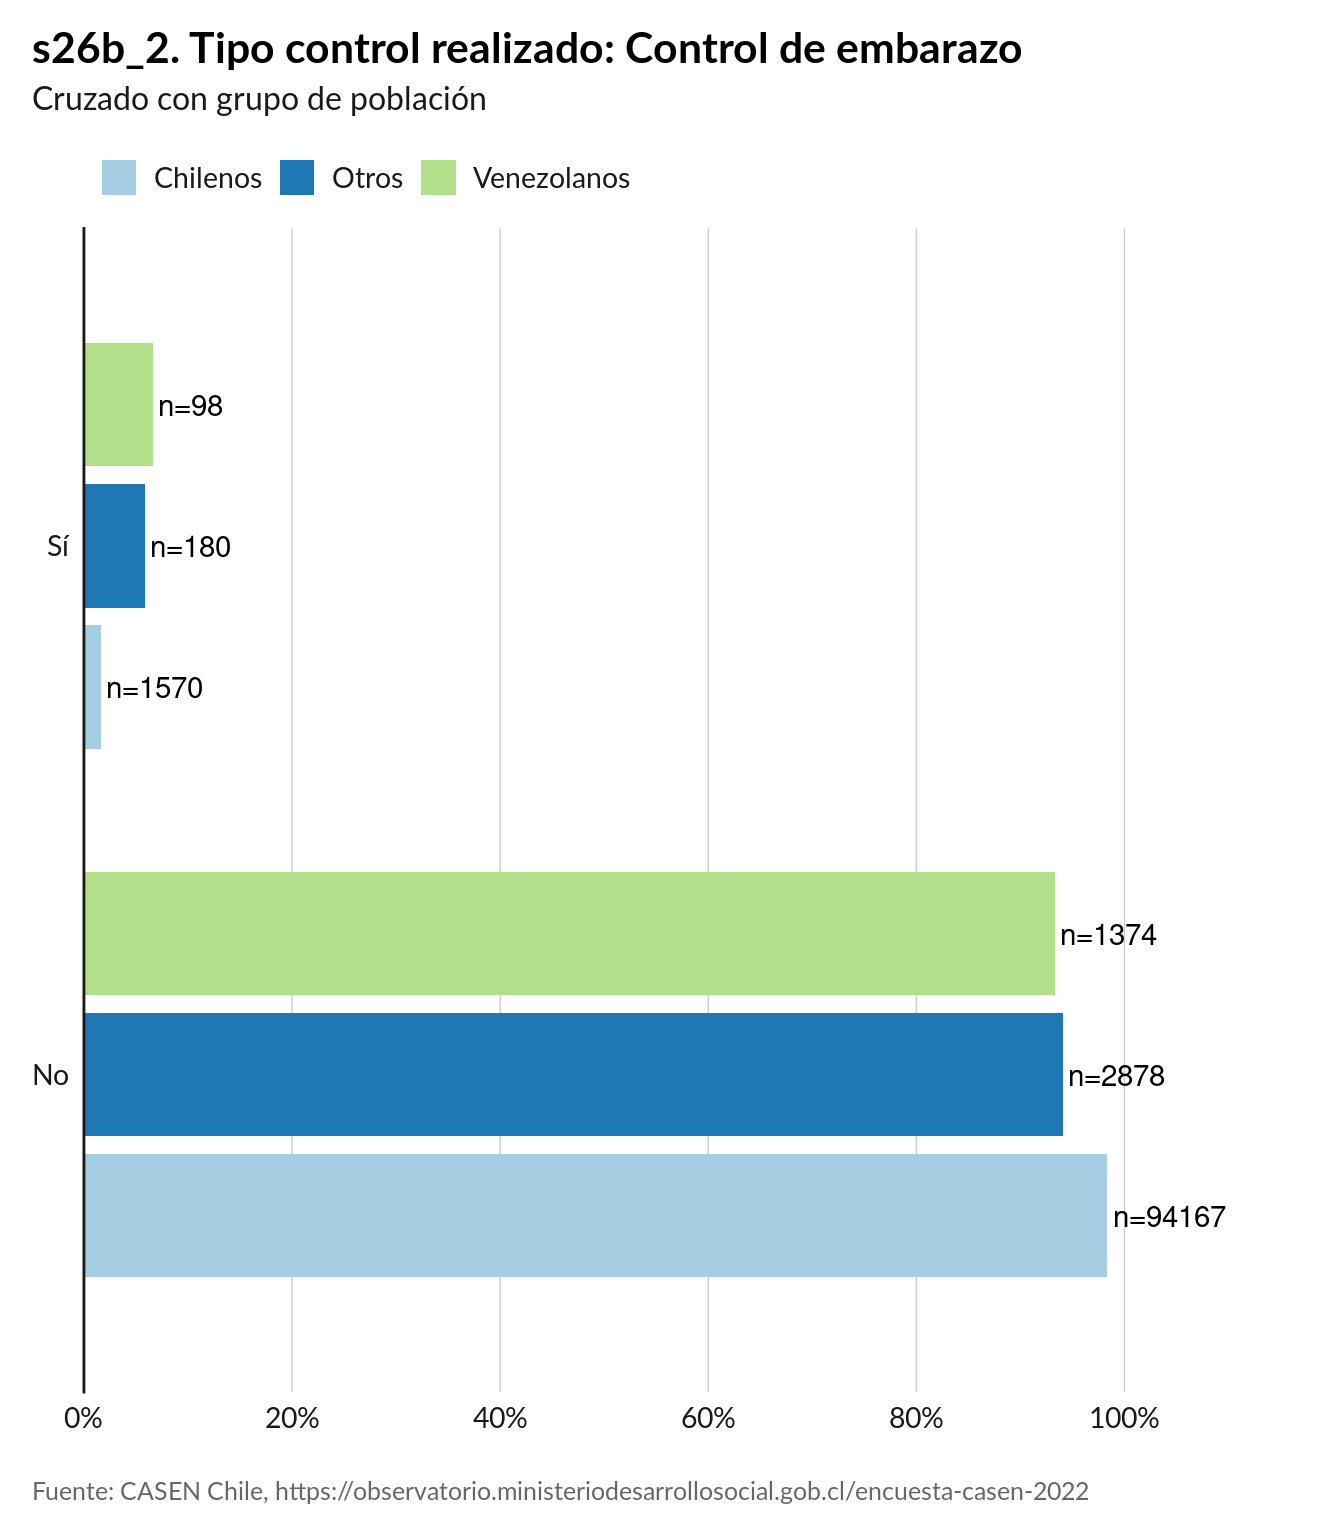 s26b_2. Tipo control realizado: Control de embarazo
Cruzado con grupo de población
Chilenos Otros Venezolanos
n=98
Sí n=180
n=1570
n=1374
No n=2878
n=94167
0% 20% 40% 60% 80% 100%
Fuente: CASEN Chile, https://observatorio.ministeriodesarrollosocial.gob.cl/encuesta-casen-2022